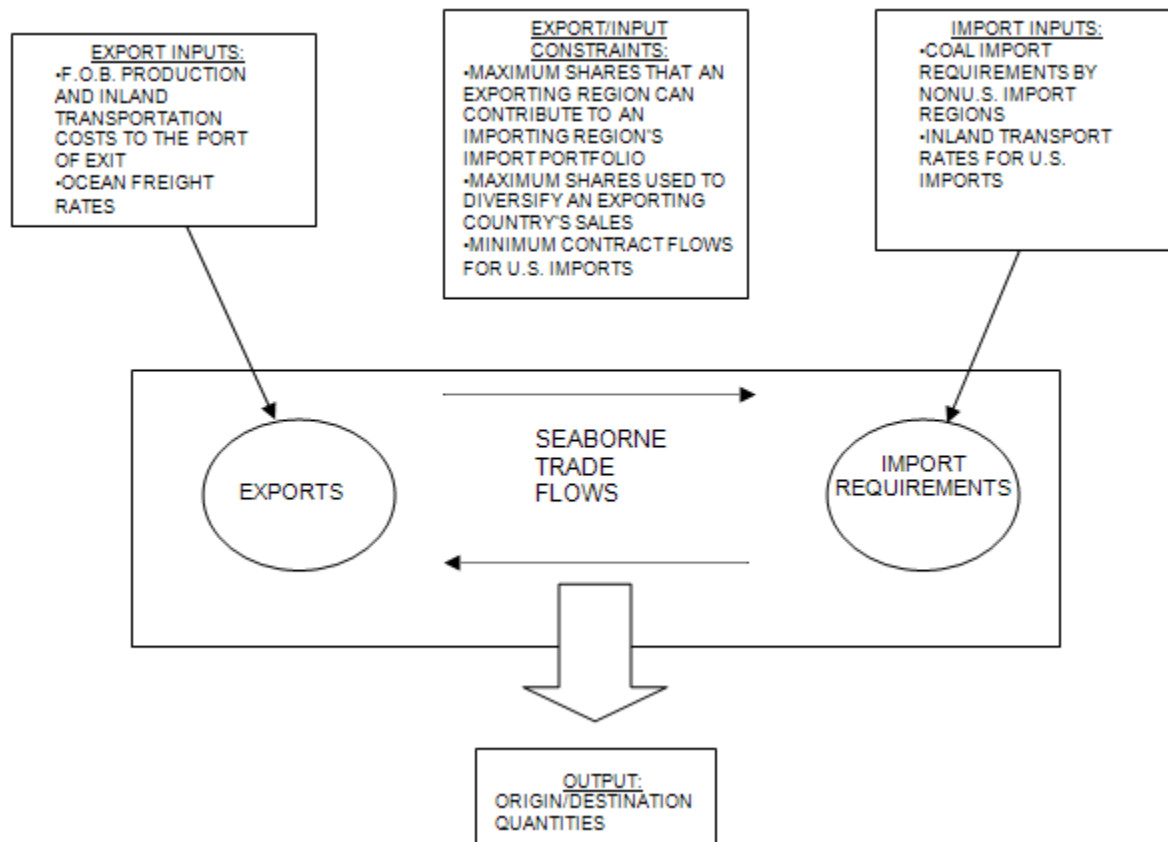 EXPORT INPUTS:
•F.O.B. PRODUCTION
AND INLAND
TRANSPORTATION
COSTS TO THE PORT
OF EXIT
•OCEAN FREIGHT
RATES
EXPORT/INPUT
CONSTRAINTS:
•MAXIMUM SHARES THAT AN
EXPORTING REGION CAN
CONTRIBUTE TO AN
IMPORTING REGION'S
IMPORT PORTFOLIO
•MAXIMUM SHARES USED TO
DIVERSIFY AN EXPORTING
COUNTRY'S SALES
•MINIMUM CONTRACT FLOWS
FOR U.S. IMPORTS
IMPORT INPUTS:
•COAL IMPORT
REQUIREMENTS BY
NONU.S. IMPORT
REGIONS
•INLAND TRANSPORT
RATES FOR U.S.
IMPORTS
EXPORTS
SEABORNE
TRADE
FLOWS
IMPORT
REQUIREMENTS
OUTPUT:
ORIGIN/DESTINATION
QUANTITIES